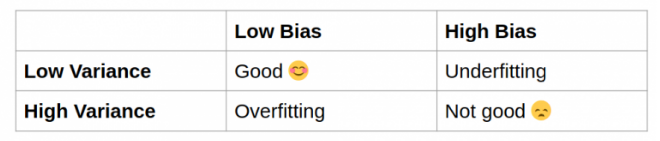 Low Bias High Bias
Low Variance Good 😊 Underfitting
High Variance Overfitting Not good 😞